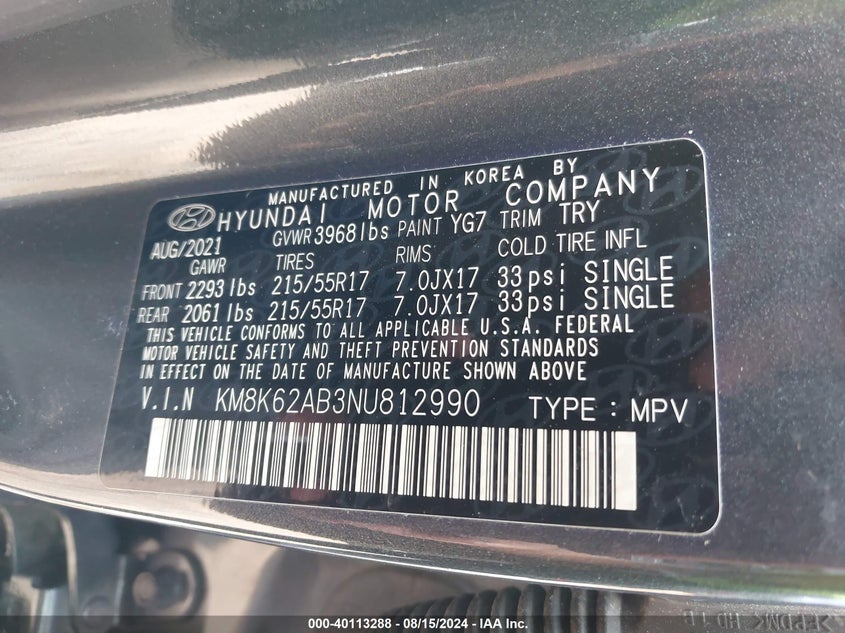 MANUFACTURED IN KOREA BY
HYUNDAI MOTOR COMPANY
AUG/2021 GVWR 3968 lbs PAINT YG7 TRIM TRY
GAWR TIRES RIMS COLD TIRE INFL
FRONT 2293 lbs 215/55R17 7.0JX17 33psi SINGLE
REAR 2061 lbs 215/55R17 7.0JX17 33psi SINGLE
THIS VEHICLE CONFORMS TO ALL APPLICABLE U.S.A. FEDERAL
MOTOR VEHICLE SAFETY AND THEFT PREVENTION STANDARDS
IN EFFECT ON THE DATE OF MANUFACTURE SHOWN ABOVE
V.I.N KM8K62AB3NU812990 TYPE : MPV
000-40113288 - 08/15/2024 - IAA Inc.